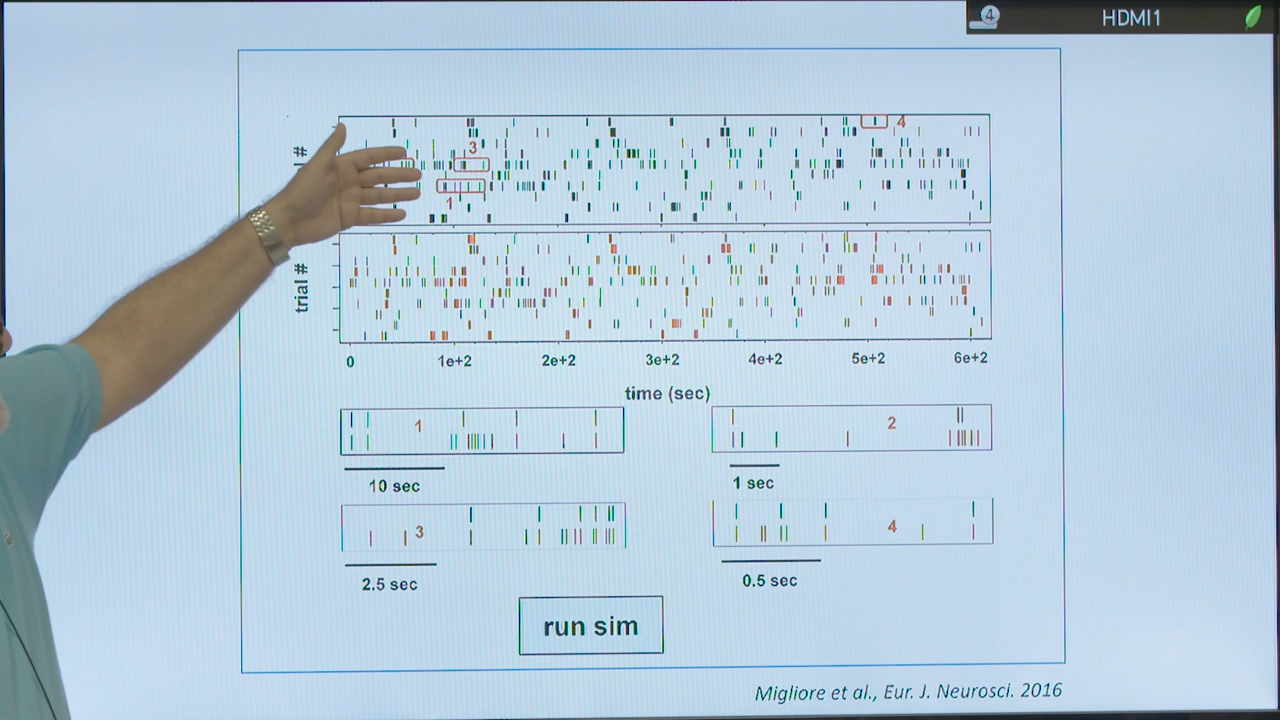 4 HDMI1
4
#
3
1
trial #
0 1e+2 2e+2 3e+2 4e+2 5e+2 6e+2
time (sec)
1 2
10 sec 1 sec
3 4
2.5 sec 0.5 sec
run sim
Migliore et al., Eur. J. Neurosci. 2016